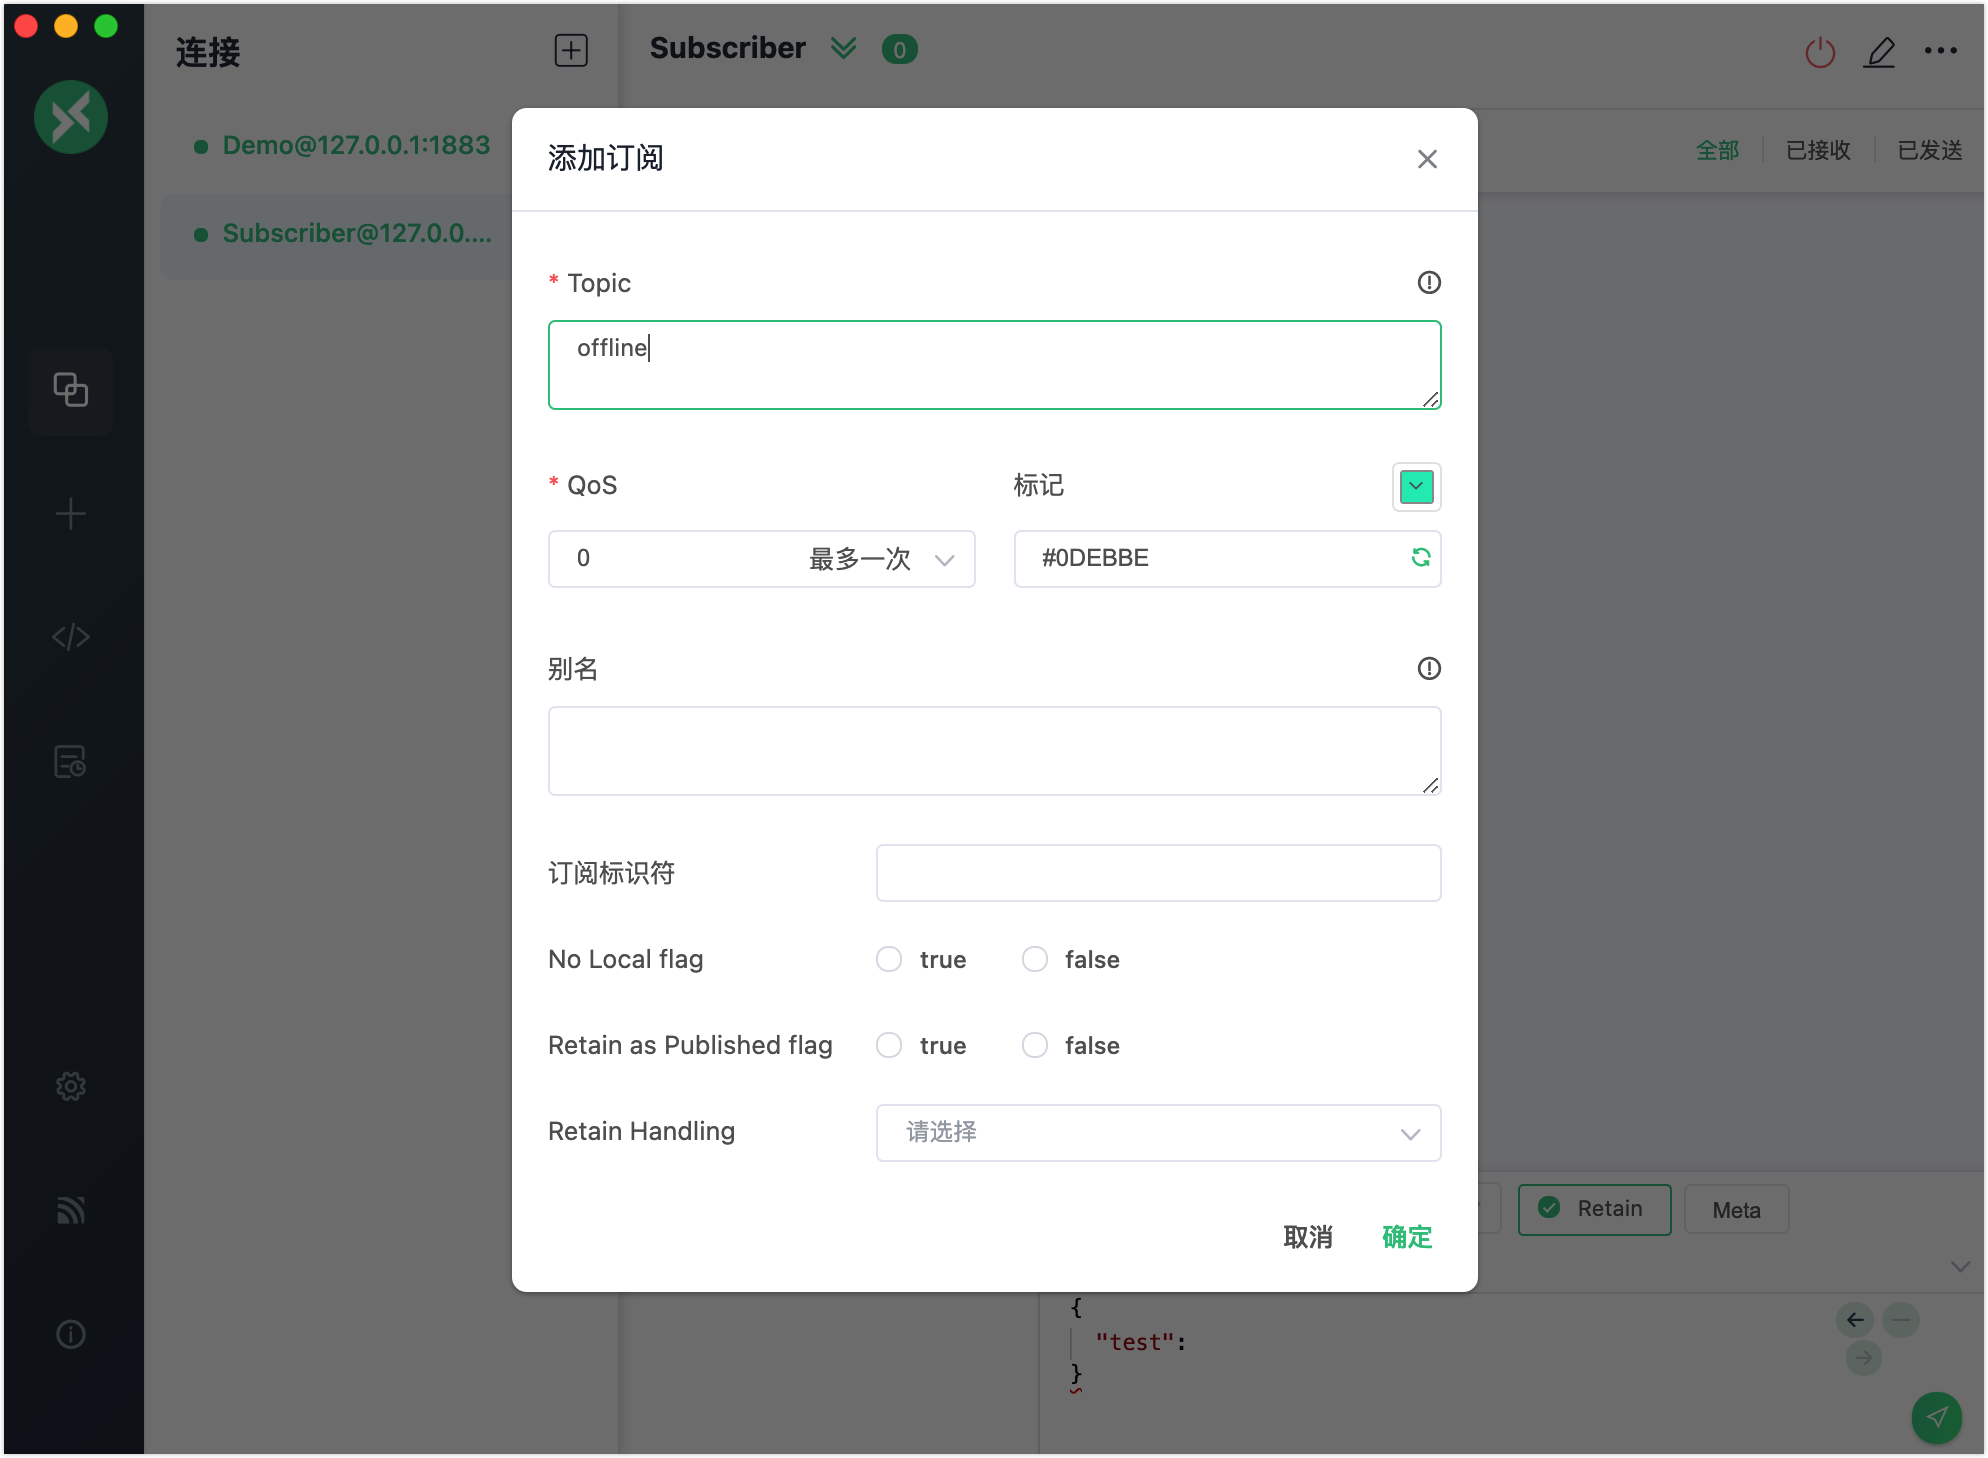 连接
Demo@127.0.0.1:1883
Subscriber@127.0.0....
Subscriber
0
全部
已接收
已发送
添加订阅
* Topic
offline
* QoS
标记
0
最多一次
#0DEBBE
别名
订阅标识符
No Local flag
true
false
Retain as Published flag
true
false
Retain Handling
请选择
取消
确定
Retain
Meta
{
"test":
}